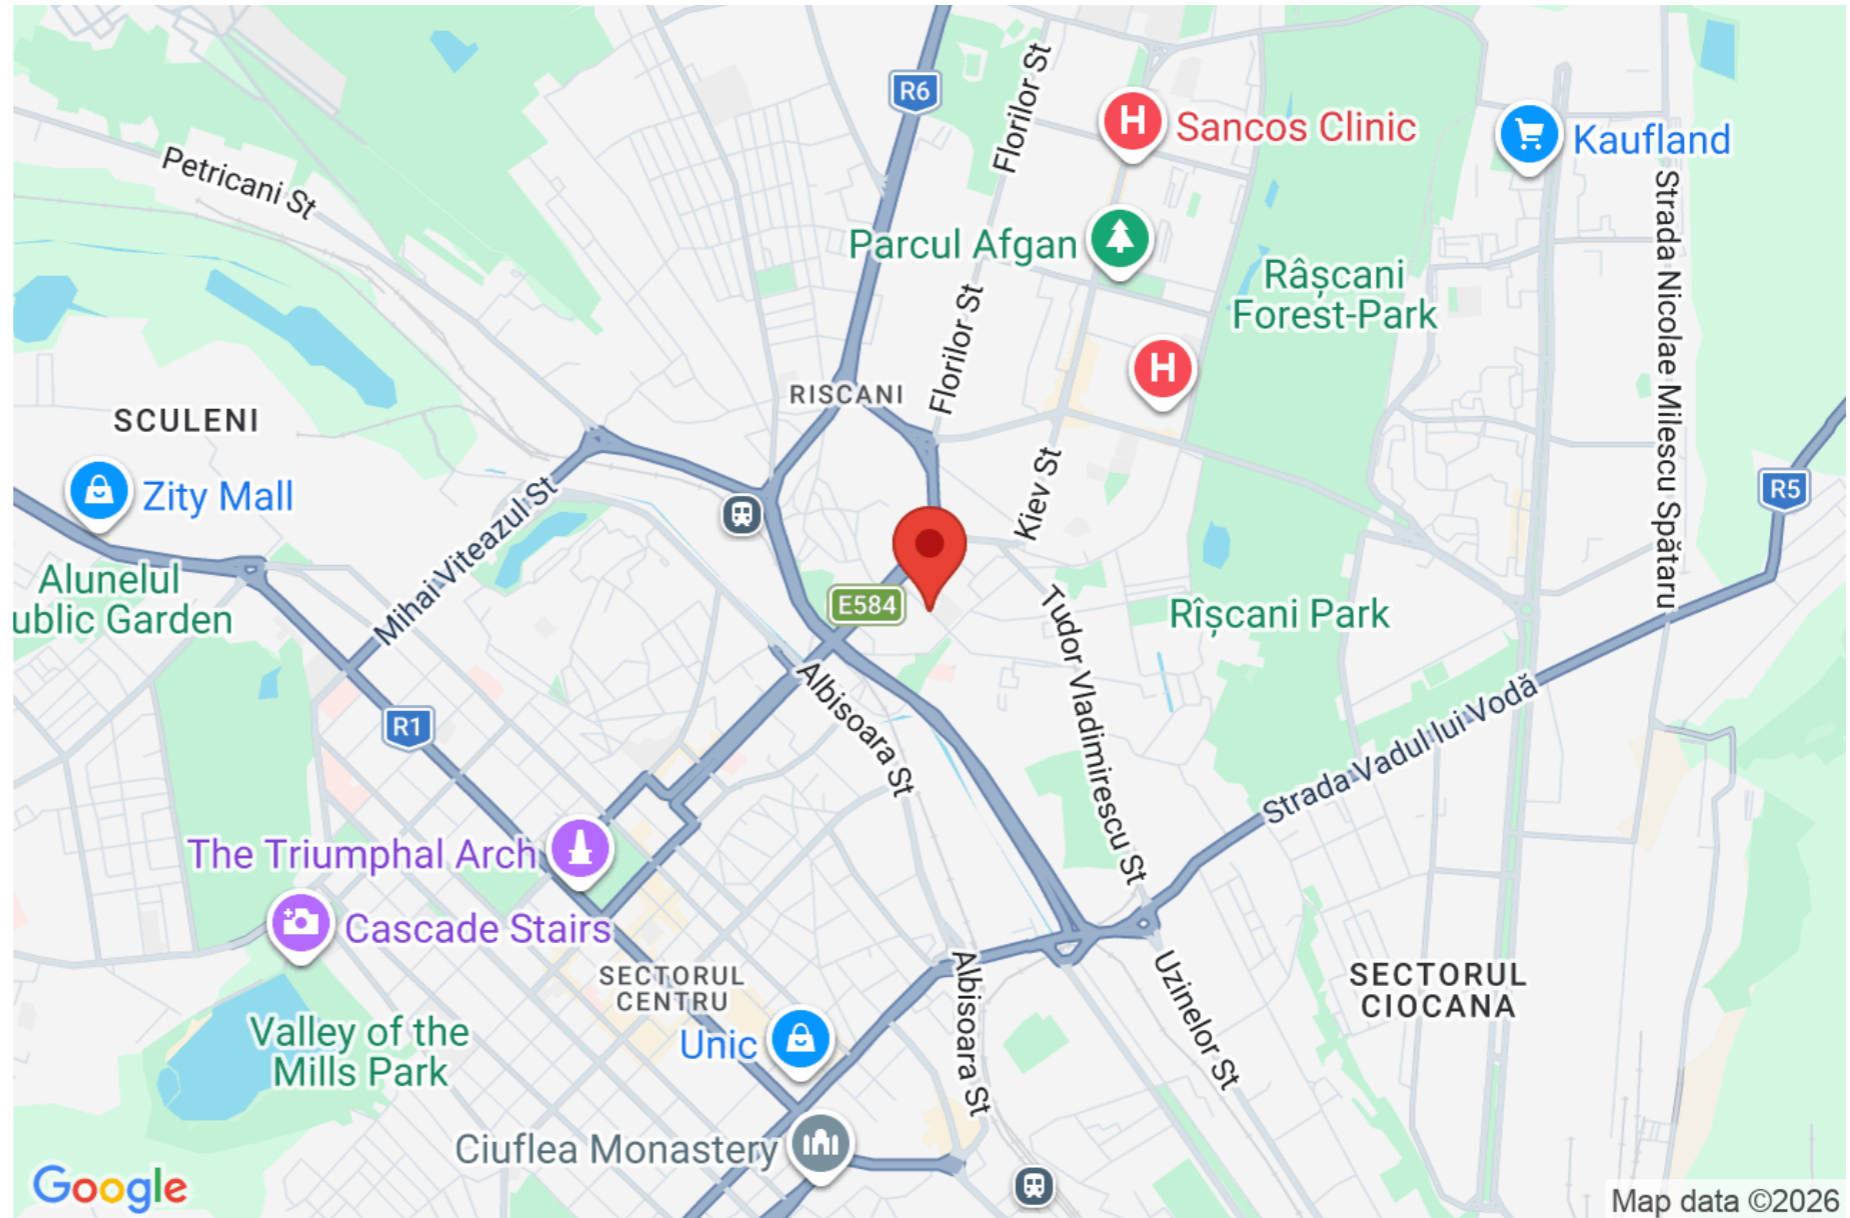 R6
Florilor St
H
Sancos Clinic
Kaufland
Petricani St
Strada Nicolae Milescu Spătaru
Parcul Afgan
Râșcani
Forest-Park
Florilor St
H
RISCANI
SCULENI
Zity Mall
Mihai Viteazul St
Kiev St
R5
Alunelul
ublic Garden
E584
Tudor Vladimirescu St
Rîșcani Park
R1
Albisoara St
Strada Vadul lui Vodă
The Triumphal Arch
Cascade Stairs
SECTORUL
CENTRU
Albisoara St
Uzinelor St
SECTORUL
CIOCANA
Valley of the
Mills Park
Unic
Ciuflea Monastery
Google
Map data ©2026